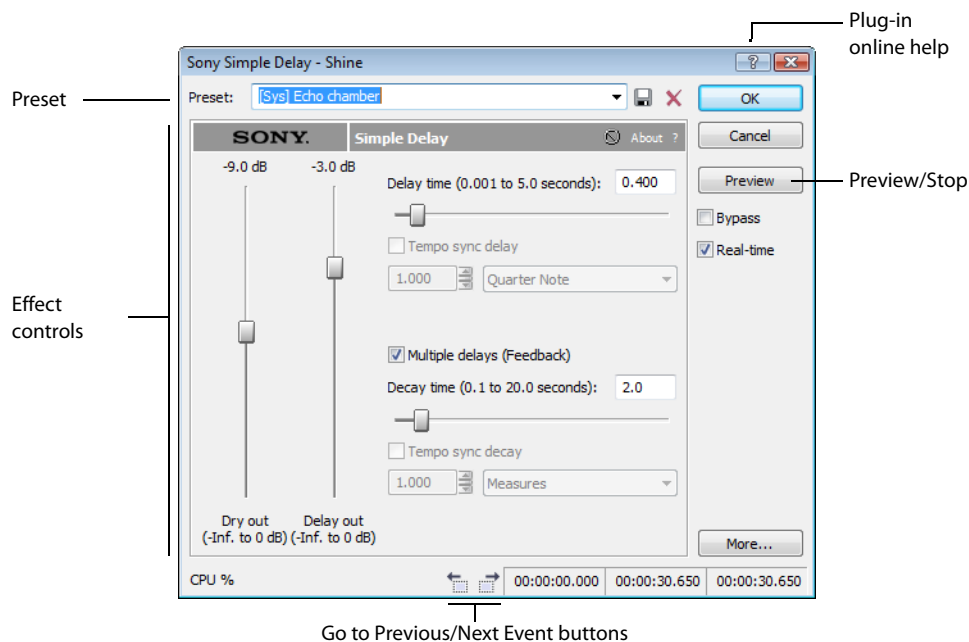 Plug-in
online help
Sony Simple Delay - Shine
?
Preset
Preset:
[Sys] Echo chamber
OK
SONY.
Simple Delay
About ?
Cancel
-9.0 dB
-3.0 dB
Delay time (0.001 to 5.0 seconds):
0.400
Preview
Preview/Stop
Bypass
Tempo sync delay
Real-time
1.000
Quarter Note
Effect
controls
Multiple delays (Feedback)
Decay time (0.1 to 20.0 seconds):
2.0
Tempo sync decay
1.000
Measures
Dry out
(-Inf. to 0 dB)
Delay out
(-Inf. to 0 dB)
More...
CPU %
00:00:00.000
00:00:30.650
00:00:30.650
Go to Previous/Next Event buttons